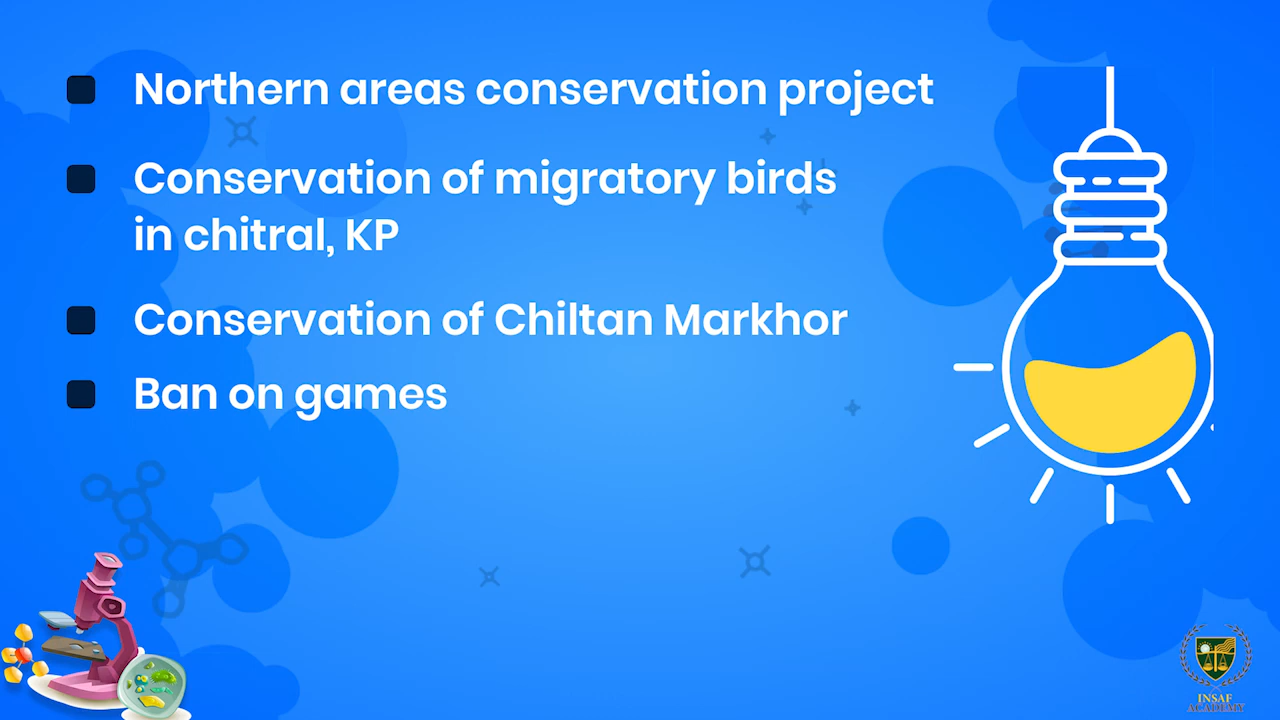 Northern areas conservation project
Conservation of migratory birds
in chitral, KP
Conservation of Chiltan Markhor
Ban on games
INSAF
ACADEMY